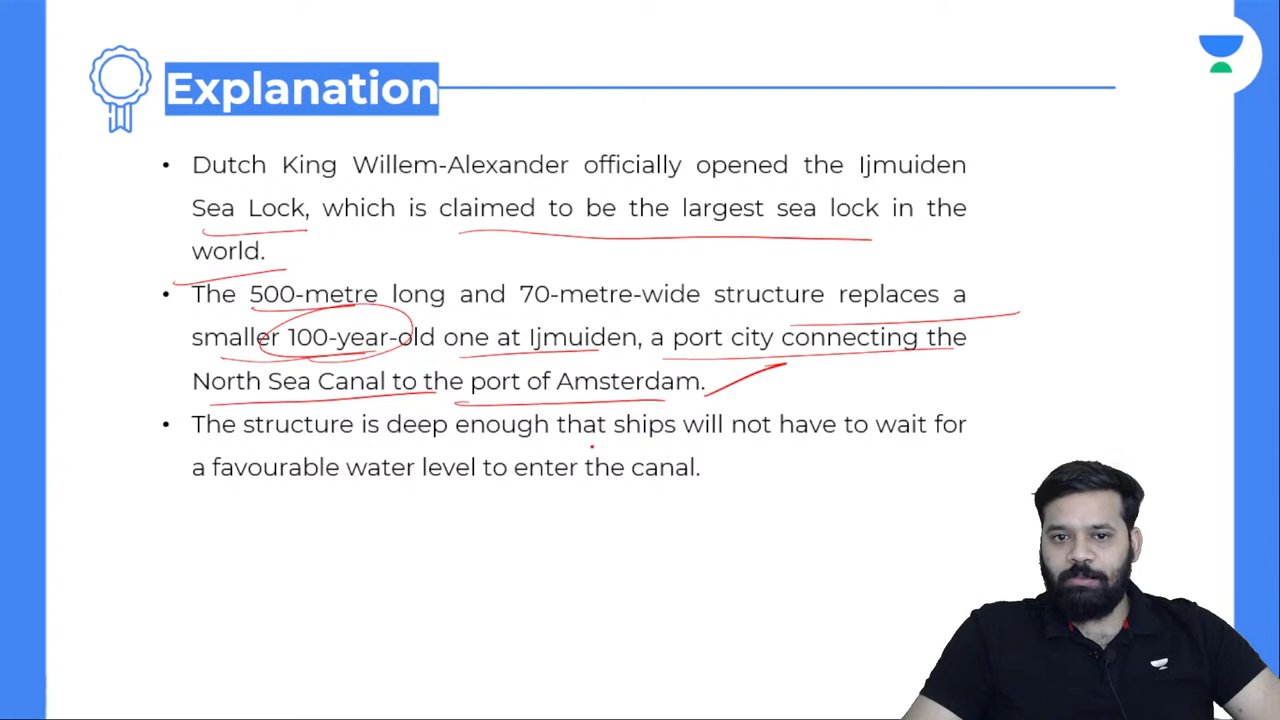 Explanation
• Dutch King Willem-Alexander officially opened the Ijmuiden
Sea Lock, which is claimed to be the largest sea lock in the
world.
• The 500-metre long and 70-metre-wide structure replaces a
smaller 100-year-old one at Ijmuiden, a port city connecting the
North Sea Canal to the port of Amsterdam.
• The structure is deep enough that ships will not have to wait for
a favourable water level to enter the canal.